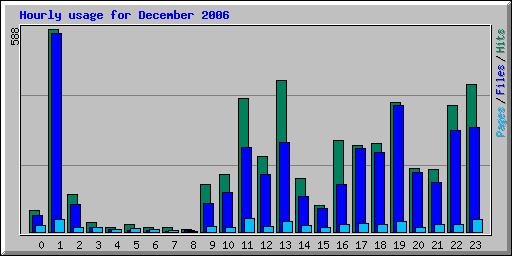 Hourly usage for December 2006
588
Pages/Files/Hits
0 1 2 3 4 5 6 7 8 9 10 11 12 13 14 15 16 17 18 19 20 21 22 23